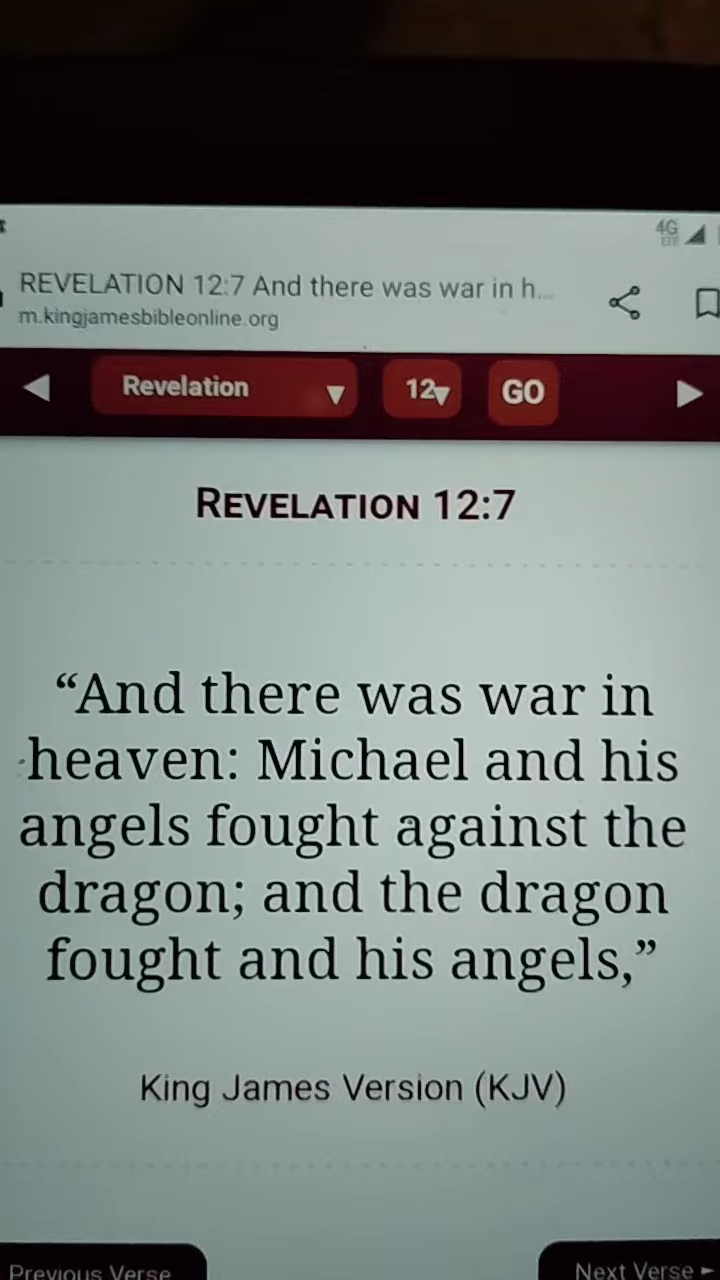 4G
LTE
REVELATION 12:7 And there was war in h...
m.kingjamesbibleonline.org
Revelation
12
GO
REVELATION 12:7
“And there was war in
heaven: Michael and his
angels fought against the
dragon; and the dragon
fought and his angels,”
King James Version (KJV)
Previous Verse
Next Verse